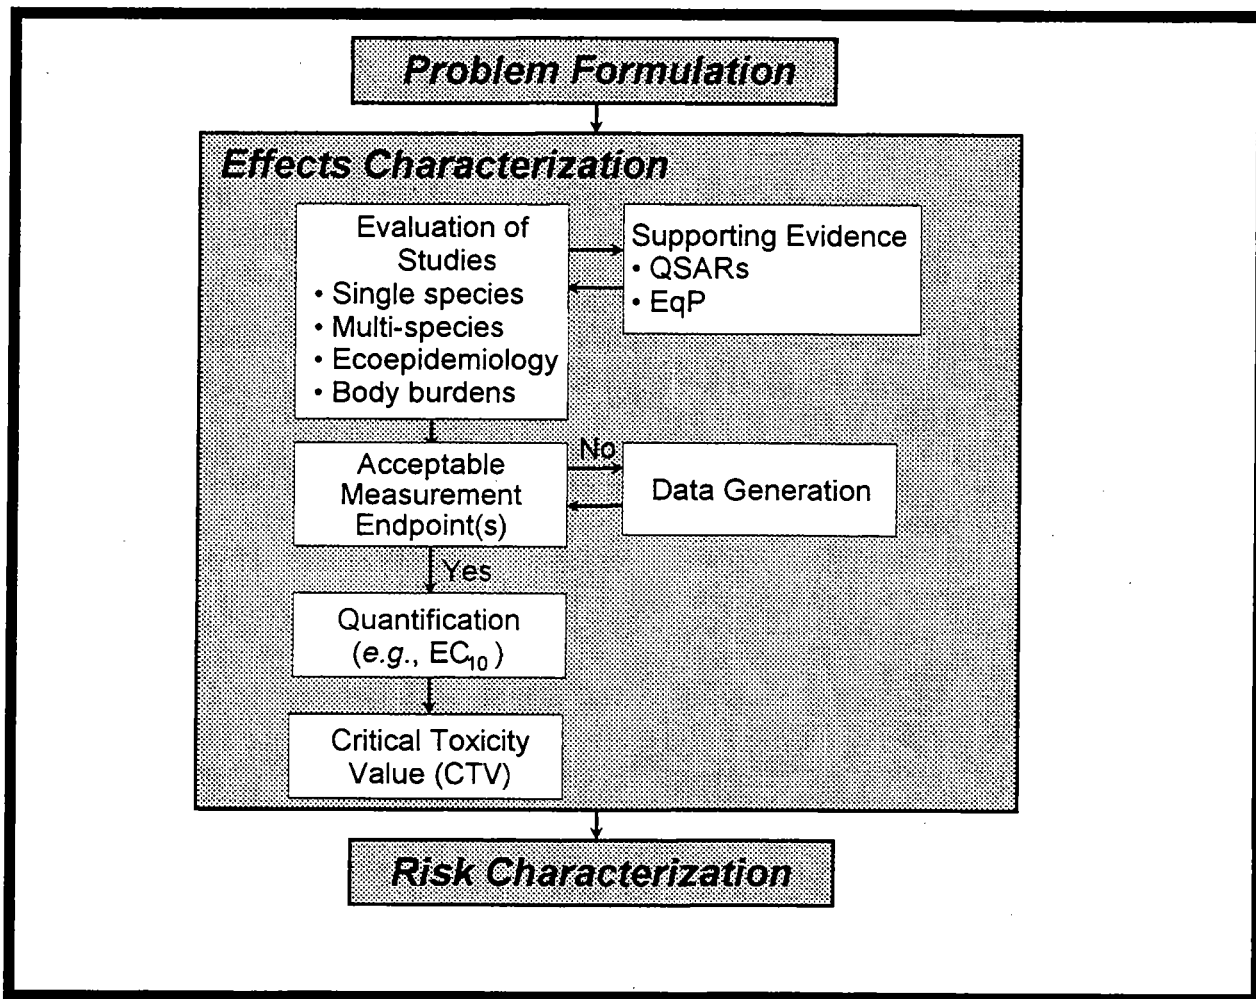 Problem Formulation
Effects Characterization
Evaluation of
Studies
• Single species
• Multi-species
• Ecoepidemiology
• Body burdens
Supporting Evidence
• QSARs
• EqP
Acceptable
Measurement
Endpoint(s)
No
Data Generation
Yes
Quantification
(e.g., EC₁₀)
Critical Toxicity
Value (CTV)
Risk Characterization